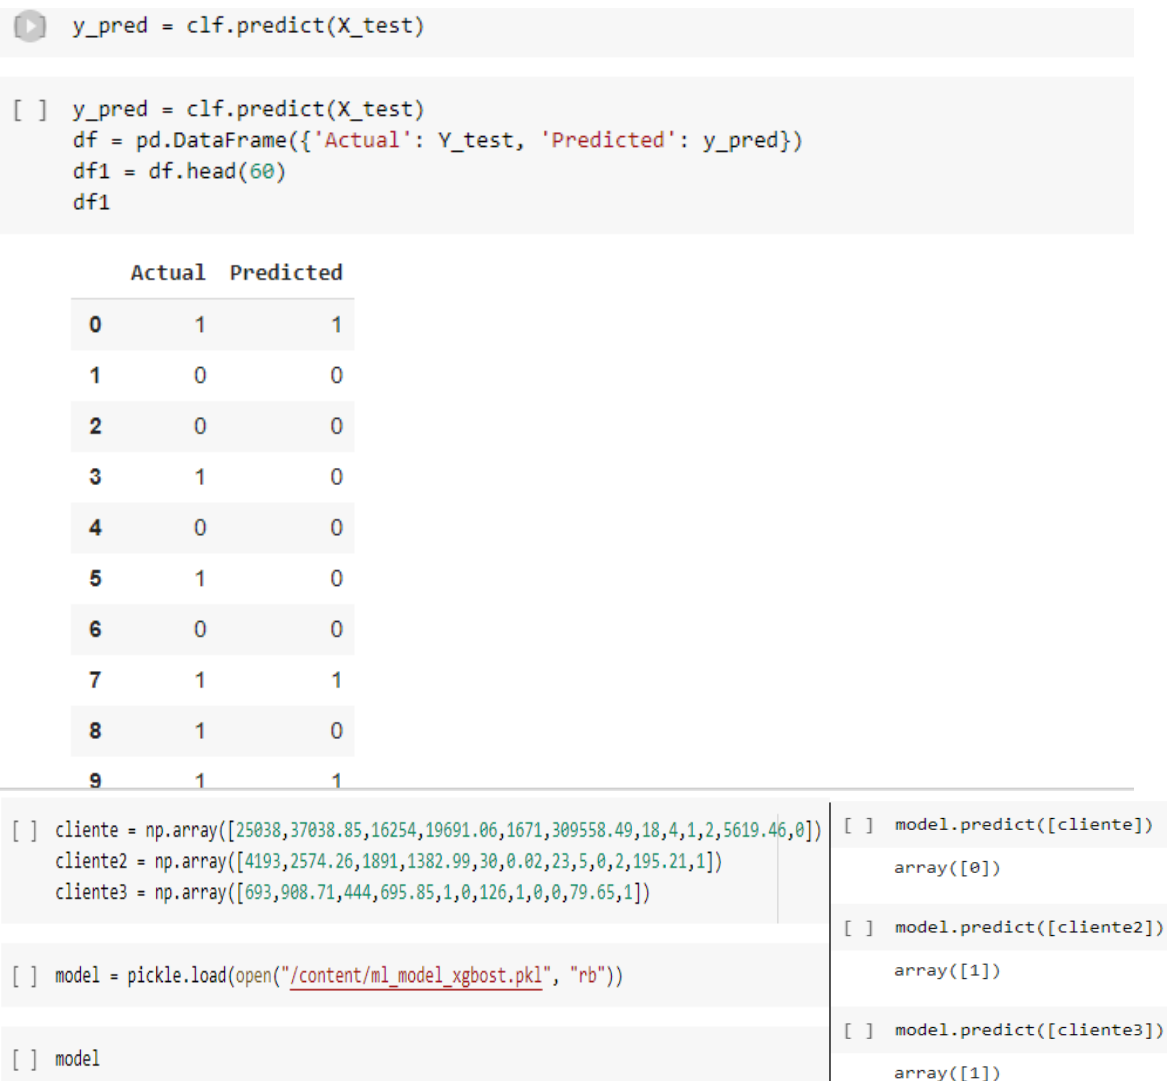 [ ] y_pred = clf.predict(X_test)
[ ] y_pred = clf.predict(X_test)
df = pd.DataFrame({'Actual': Y_test, 'Predicted': y_pred})
df1 = df.head(60)
df1
Actual Predicted
0 1 1
1 0 0
2 0 0
3 1 0
4 0 0
5 1 0
6 0 0
7 1 1
8 1 0
9 1 1
[ ] cliente = np.array([25038,37038.85,16254,19691.06,1671,309558.49,18,4,1,2,5619.46,0])
cliente2 = np.array([4193,2574.26,1891,1382.99,30,0.02,23,5,0,2,195.21,1])
cliente3 = np.array([693,908.71,444,695.85,1,0,126,1,0,0,79.65,1])
[ ] model = pickle.load(open("/content/ml_model_xgbost.pkl", "rb"))
[ ] model
[ ] model.predict([cliente])
array([0])
[ ] model.predict([cliente2])
array([1])
[ ] model.predict([cliente3])
array([1])